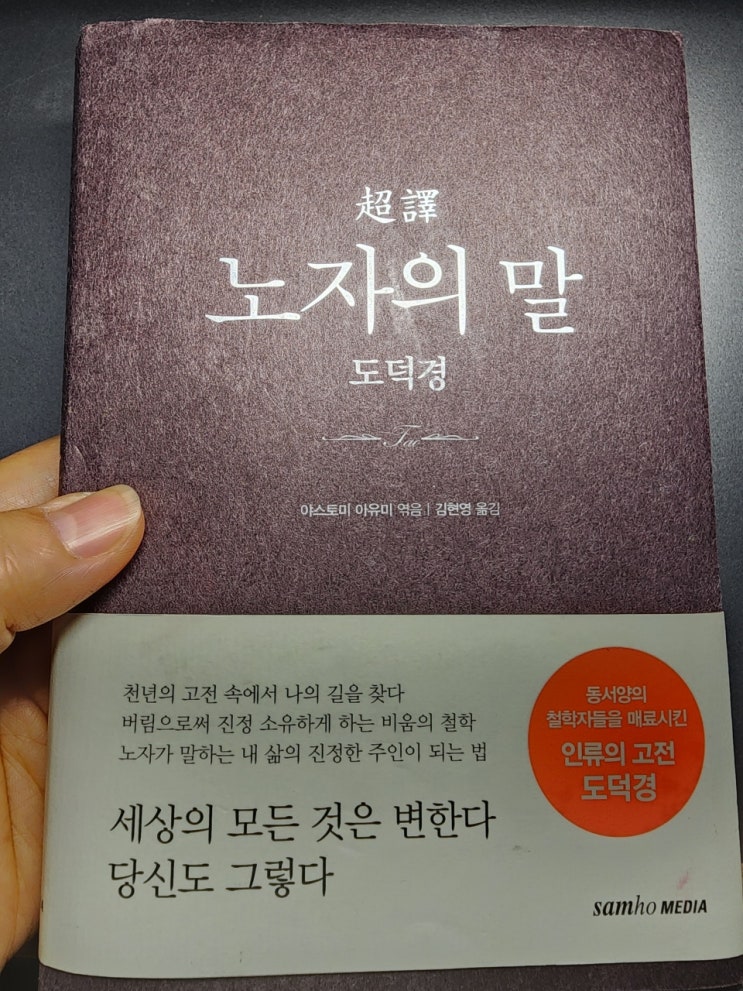 超譯
노자의 말
도덕경
Tao
야스토미 아유미 엮음 | 김현영 옮김
천년의 고전 속에서 나의 길을 찾다
버림으로써 진정 소유하게 하는 비움의 철학
노자가 말하는 내 삶의 진정한 주인이 되는 법
세상의 모든 것은 변한다
당신도 그렇다
동서양의
철학자들을 매료시킨
인류의 고전
도덕경
samho MEDIA